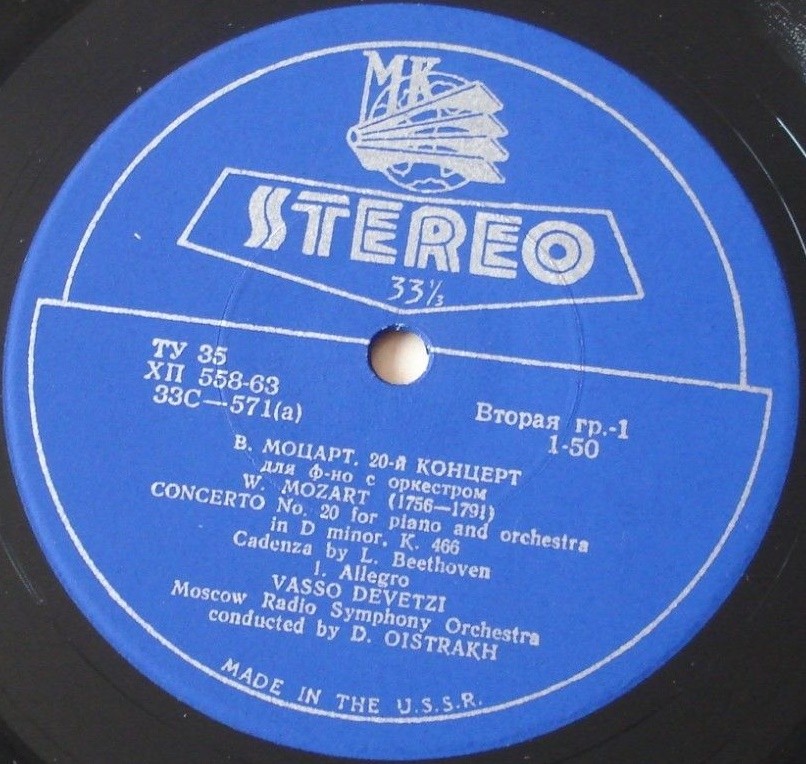 МК
STEREO
33⅓
ТУ 35
ХП 558-63
33С—571(а)
Вторая гр.-1
1-50
В. МОЦАРТ. 20-й КОНЦЕРТ
для ф-но с оркестром
W. MOZART (1756—1791)
CONCERTO No. 20 for piano and orchestra
in D minor, K. 466
Cadenza by L. Beethoven
1. Allegro
VASSO DEVETZI
Moscow Radio Symphony Orchestra
conducted by D. OISTRAKH
MADE IN THE U.S.S.R.